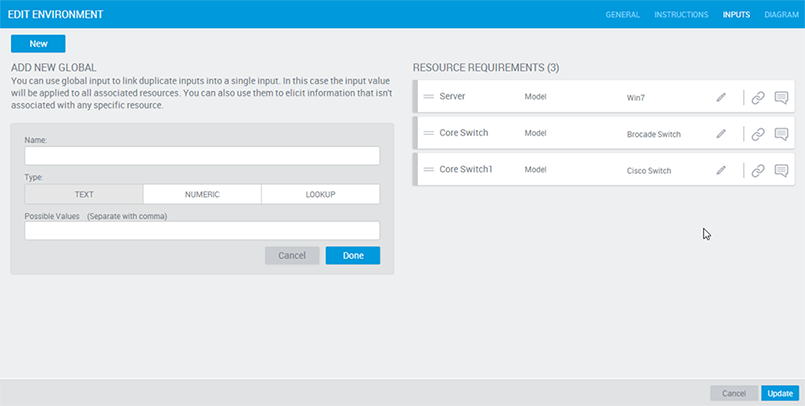 EDIT ENVIRONMENT
GENERAL INSTRUCTIONS INPUTS DIAGRAM
New
ADD NEW GLOBAL
You can use global input to link duplicate inputs into a single input. In this case the input value
will be applied to all associated resources. You can also use them to elicit information that isn't
associated with any specific resource.
Name:
Type:
TEXT NUMERIC LOOKUP
Possible Values (Separate with comma)
Cancel Done
RESOURCE REQUIREMENTS (3)
Server Model Win7
Core Switch Model Brocade Switch
Core Switch1 Model Cisco Switch
Cancel Update